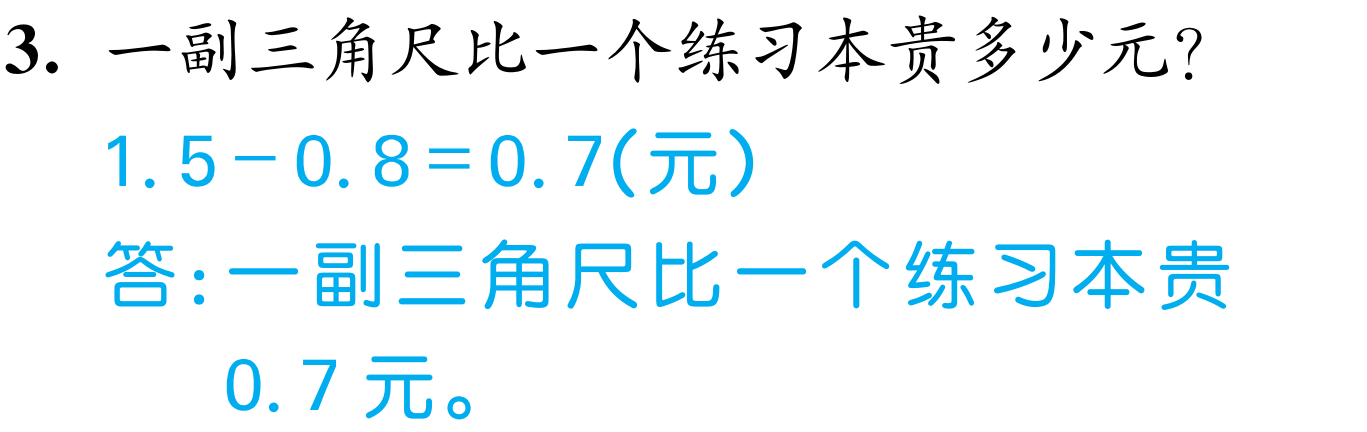 3. 一副三角尺比一个练习本贵多少元?
1.5-0.8=0.7(元)
答:一副三角尺比一个练习本贵
0.7元。